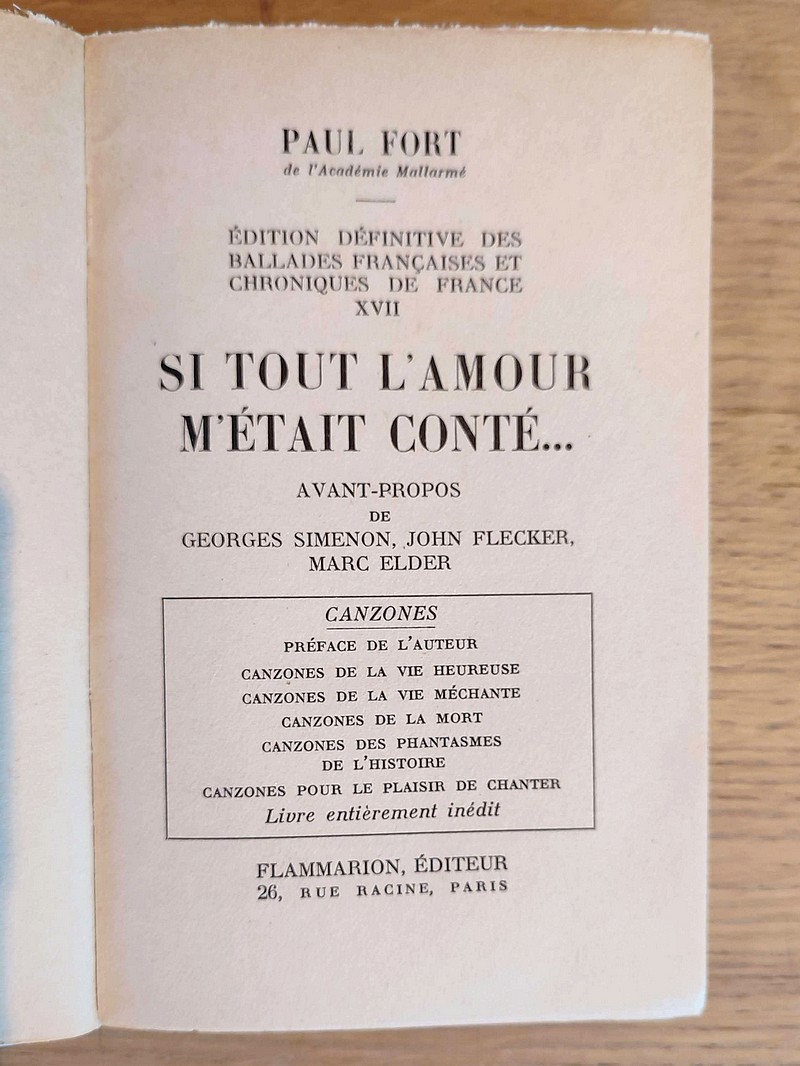 PAUL FORT
de l'Académie Mallarmé
ÉDITION DÉFINITIVE DES
BALLADES FRANÇAISES ET
CHRONIQUES DE FRANCE
XVII
SI TOUT L'AMOUR
M'ÉTAIT CONTÉ...
AVANT-PROPOS
DE
GEORGES SIMENON, JOHN FLECKER,
MARC ELDER
CANZONES
PRÉFACE DE L'AUTEUR
CANZONES DE LA VIE HEUREUSE
CANZONES DE LA VIE MÉCHANTE
CANZONES DE LA MORT
CANZONES DES PHANTASMES
DE L'HISTOIRE
CANZONES POUR LE PLAISIR DE CHANTER
Livre entièrement inédit
FLAMMARION, ÉDITEUR
26, RUE RACINE, PARIS